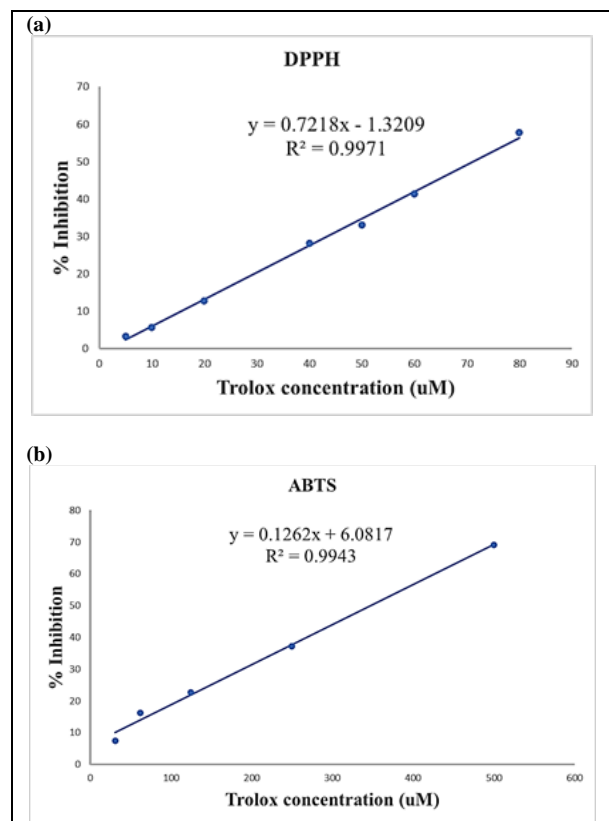 (a)
DPPH
y = 0.7218x - 1.3209
R² = 0.9971
% Inhibition
70
60
50
40
30
20
10
0
0 10 20 30 40 50 60 70 80 90
Trolox concentration (uM)
(b)
ABTS
y = 0.1262x + 6.0817
R² = 0.9943
% Inhibition
80
70
60
50
40
30
20
10
0
0 100 200 300 400 500 600
Trolox concentration (uM)